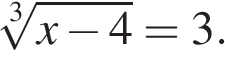 ∛(x − 4) = 3.